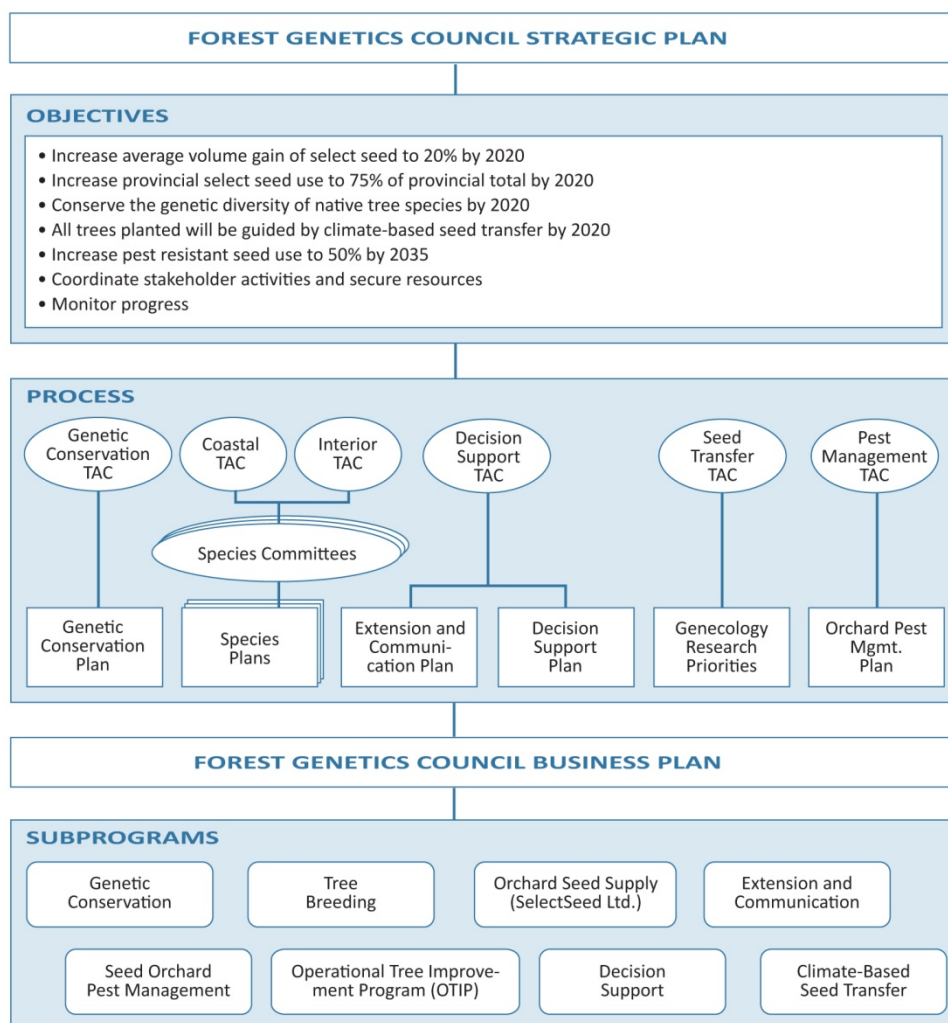 FOREST GENETICS COUNCIL STRATEGIC PLAN
OBJECTIVES
• Increase average volume gain of select seed to 20% by 2020
• Increase provincial select seed use to 75% of provincial total by 2020
• Conserve the genetic diversity of native tree species by 2020
• All trees planted will be guided by climate-based seed transfer by 2020
• Increase pest resistant seed use to 50% by 2035
• Coordinate stakeholder activities and secure resources
• Monitor progress
PROCESS
Genetic
Conservation
TAC
Coastal
TAC
Interior
TAC
Decision
Support
TAC
Seed
Transfer
TAC
Pest
Management
TAC
Species Committees
Genetic
Conservation
Plan
Species
Plans
Extension and
Communi-
cation Plan
Decision
Support
Plan
Genecology
Research
Priorities
Orchard Pest
Mgmt.
Plan
FOREST GENETICS COUNCIL BUSINESS PLAN
SUBPROGRAMS
Genetic
Conservation
Tree
Breeding
Orchard Seed Supply
(SelectSeed Ltd.)
Extension and
Communication
Seed Orchard
Pest Management
Operational Tree Improve-
ment Program (OTIP)
Decision
Support
Climate-Based
Seed Transfer